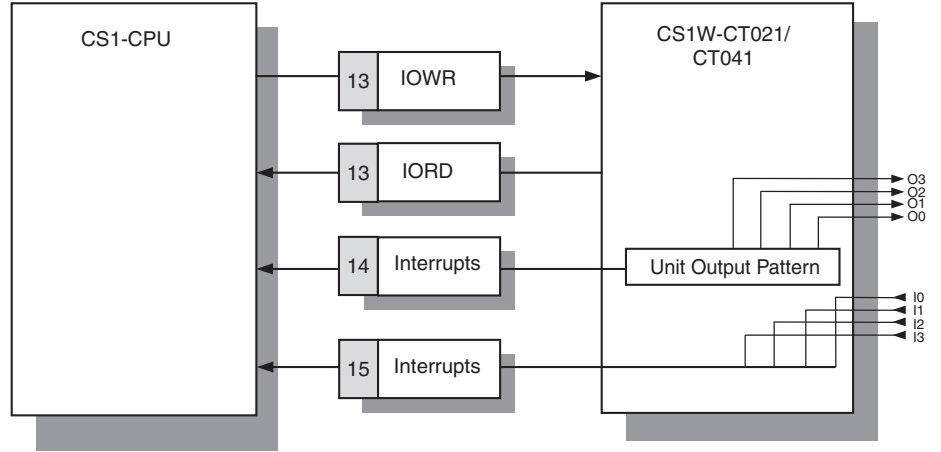 CS1-CPU
CS1W-CT021/
CT041
13 IOWR
13 IORD
O3
O2
O1
O0
14 Interrupts
Unit Output Pattern
I0
I1
I2
I3
15 Interrupts